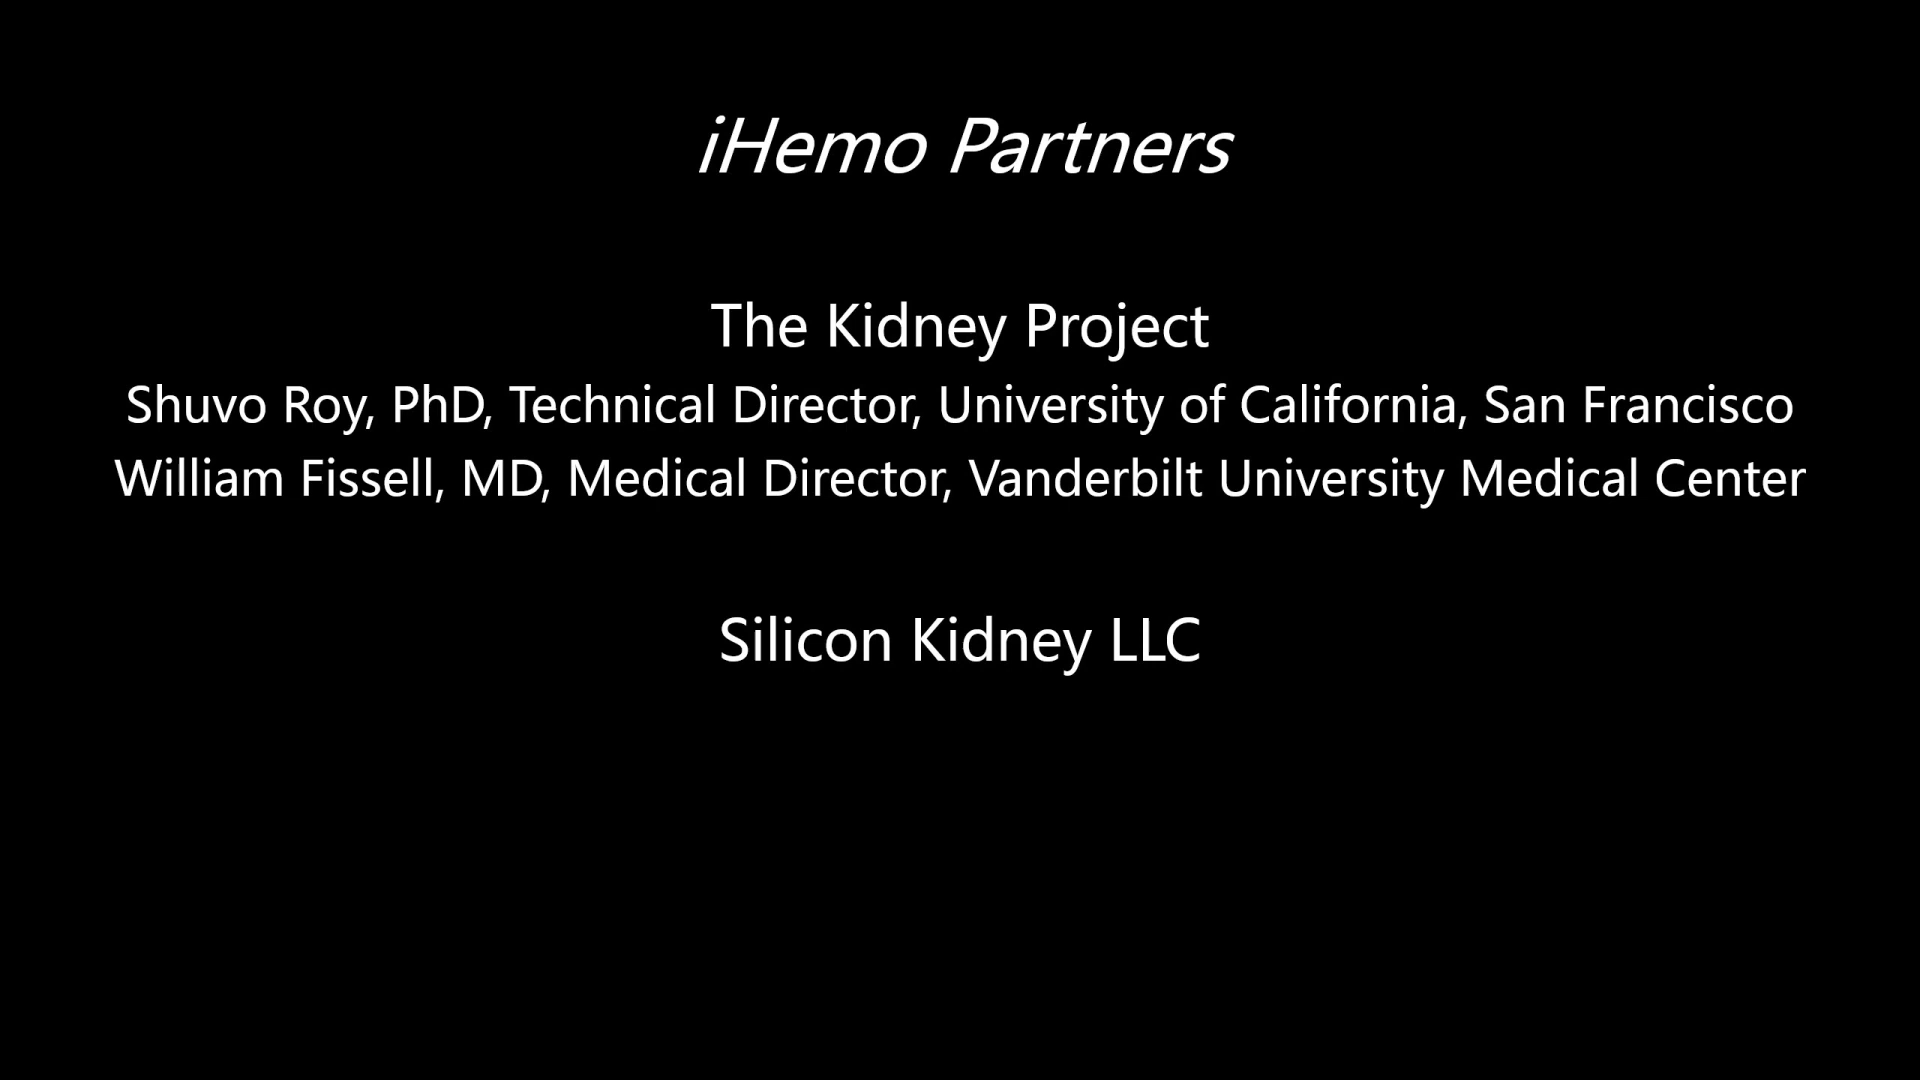 iHemo Partners
The Kidney Project
Shuvo Roy, PhD, Technical Director, University of California, San Francisco
William Fissell, MD, Medical Director, Vanderbilt University Medical Center
Silicon Kidney LLC